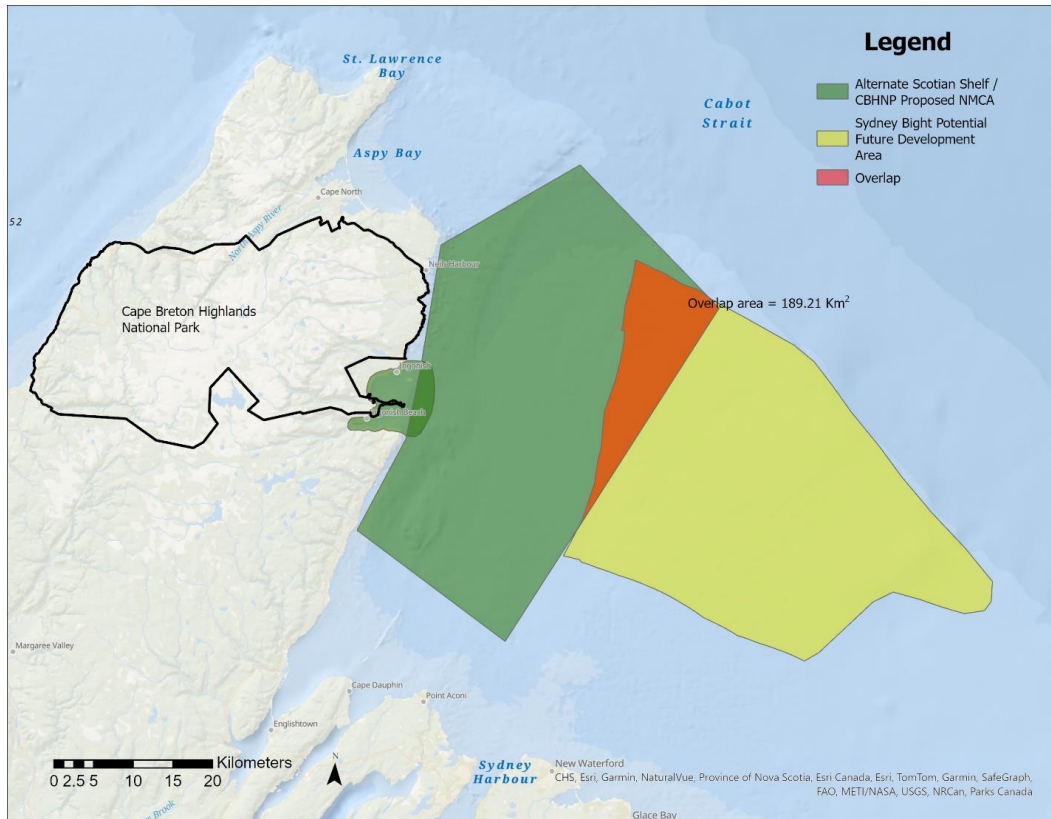 Legend
Alternate Scotian Shelf /
CBHNP Proposed NMCA
Sydney Bight Potential
Future Development
Area
Overlap
St. Lawrence
Bay
Cabot
Strait
Aspy Bay
Cape North
52
North Aspy River
Neils Harbour
Overlap area = 189.21 Km²
Cape Breton Highlands
National Park
Ingonish
Beach
Margaree Valley
Cape Dauphin
Point Aconi
Englishtown
Kilometers
0 2.5 5 10 15 20
N
Sydney
Harbour
New Waterford
CHS, Esri, Garmin, NaturalVue, Province of Nova Scotia, Esri Canada, Esri, TomTom, Garmin, SafeGraph,
FAO, METI/NASA, USGS, NRCan, Parks Canada
Brook
Glace Bay